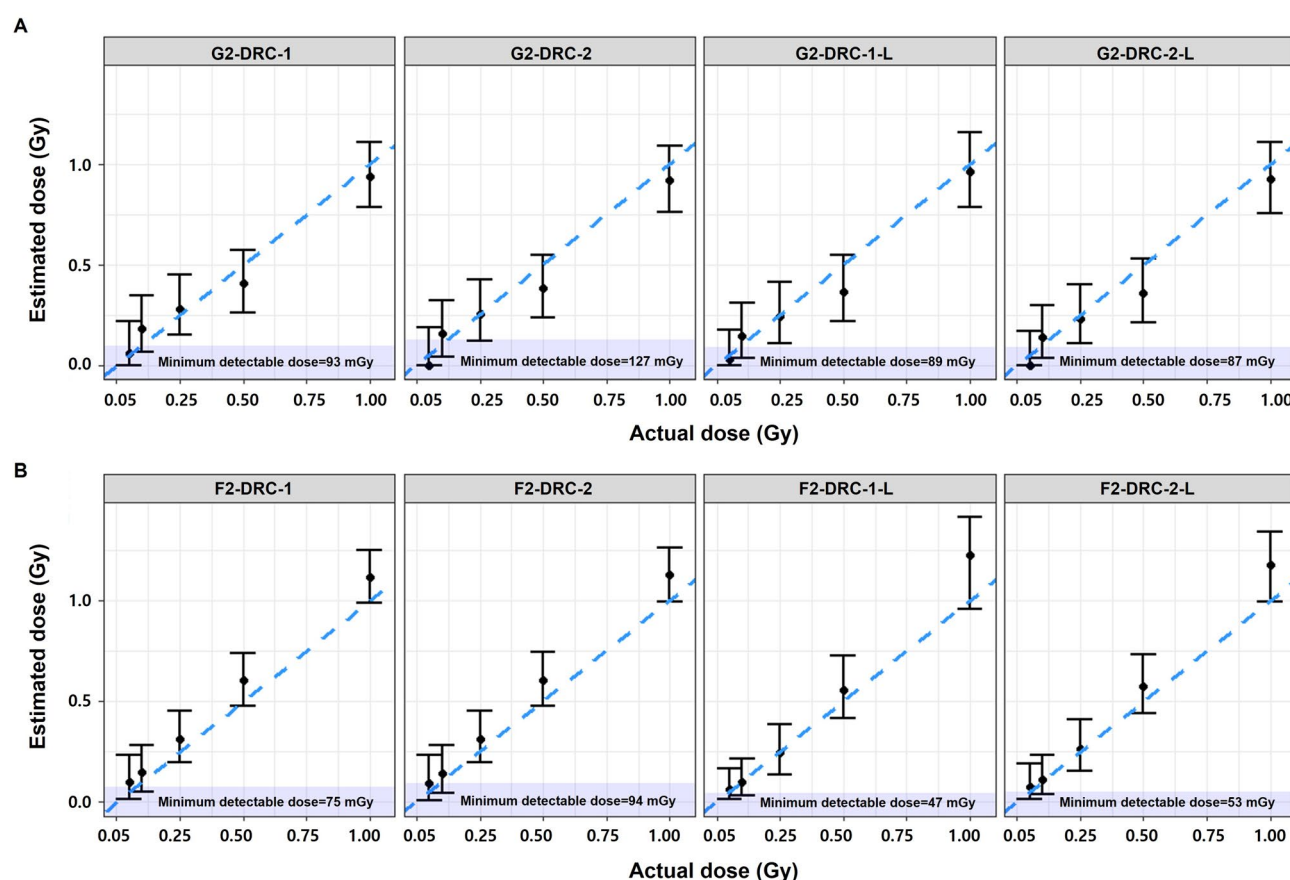 A
G2-DRC-1 G2-DRC-2 G2-DRC-1-L G2-DRC-2-L
Estimated dose (Gy)
1.0
0.5
0.0
Minimum detectable dose=93 mGy Minimum detectable dose=127 mGy Minimum detectable dose=89 mGy Minimum detectable dose=87 mGy
0.05 0.25 0.50 0.75 1.00 0.05 0.25 0.50 0.75 1.00 0.05 0.25 0.50 0.75 1.00 0.05 0.25 0.50 0.75 1.00
Actual dose (Gy)
B
F2-DRC-1 F2-DRC-2 F2-DRC-1-L F2-DRC-2-L
Estimated dose (Gy)
1.0
0.5
0.0
Minimum detectable dose=75 mGy Minimum detectable dose=94 mGy Minimum detectable dose=47 mGy Minimum detectable dose=53 mGy
0.05 0.25 0.50 0.75 1.00 0.05 0.25 0.50 0.75 1.00 0.05 0.25 0.50 0.75 1.00 0.05 0.25 0.50 0.75 1.00
Actual dose (Gy)